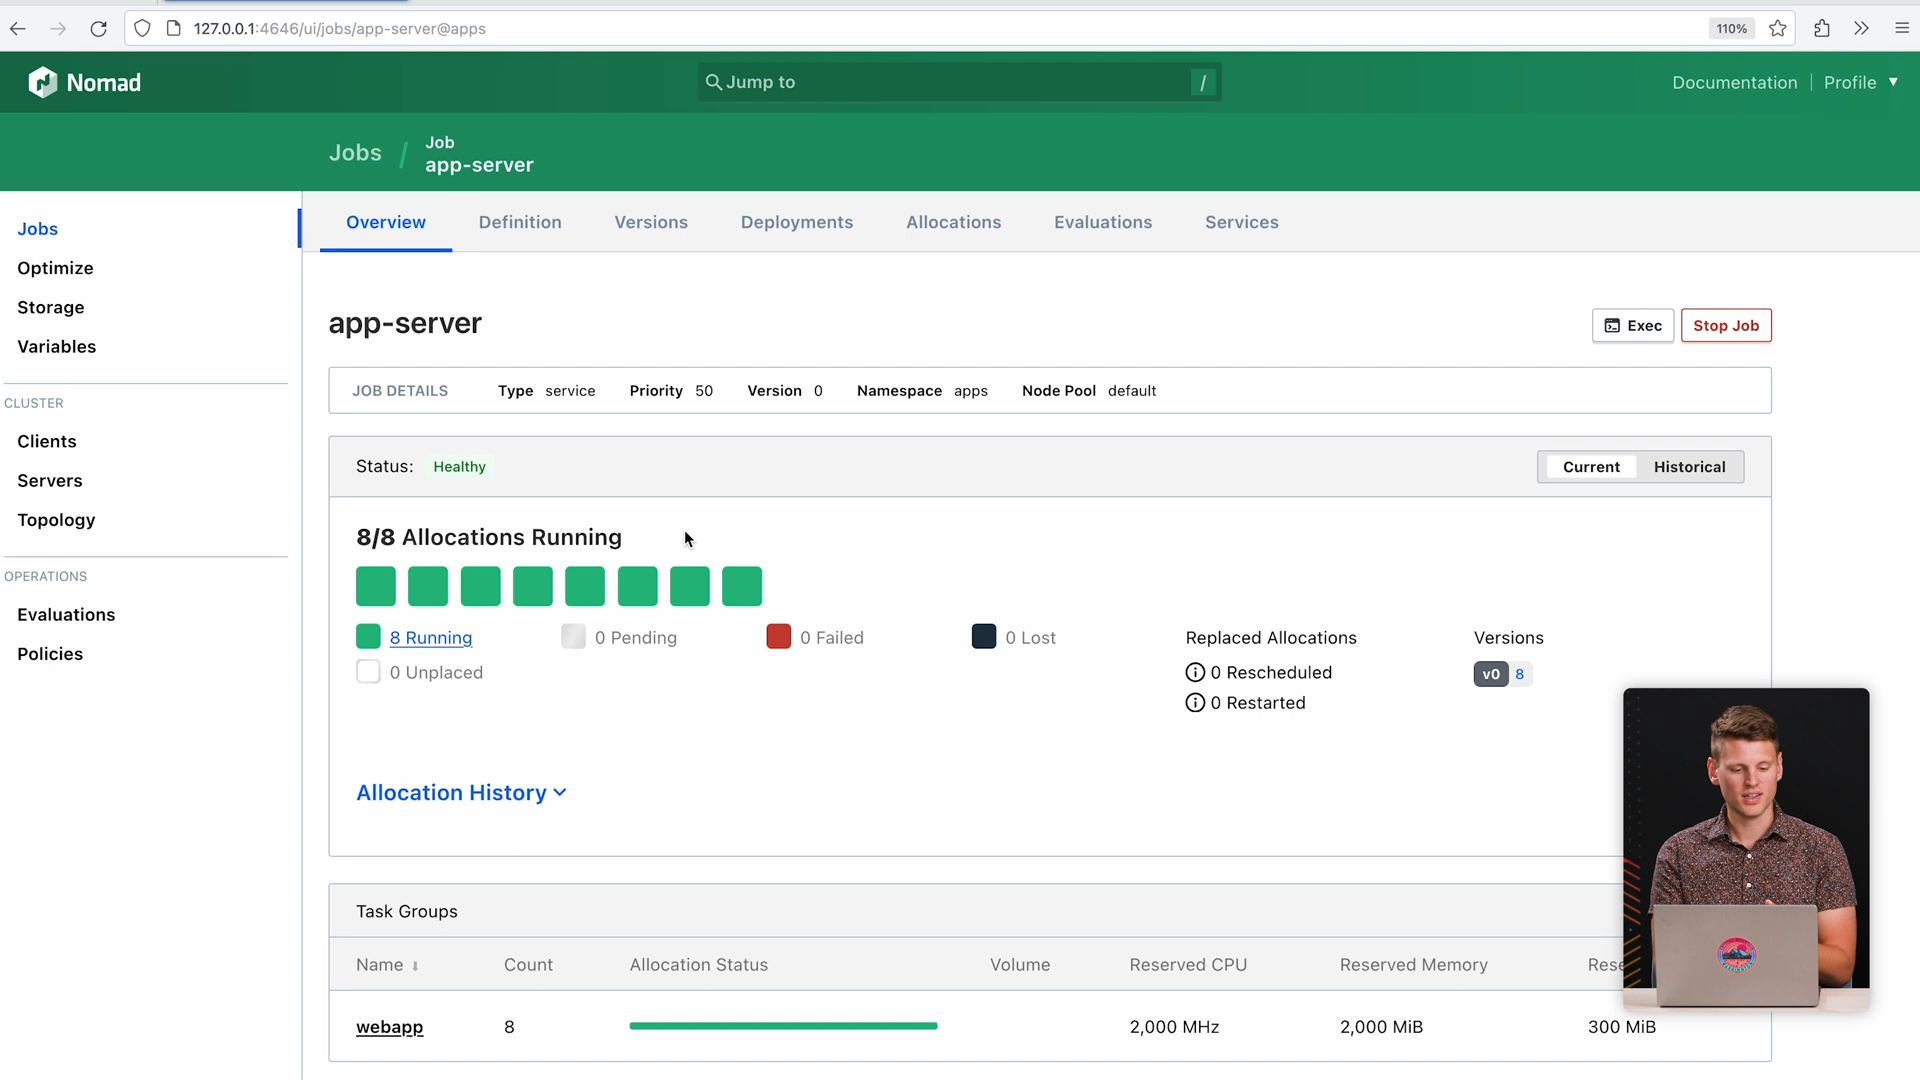 127.0.0.1:4646/ui/jobs/app-server@apps
110%
Nomad
Jump to
/
Documentation
Profile
Jobs / Job
app-server
Jobs
Optimize
Storage
Variables
CLUSTER
Clients
Servers
Topology
OPERATIONS
Evaluations
Policies
Overview Definition Versions Deployments Allocations Evaluations Services
app-server
Exec
Stop Job
JOB DETAILS Type service Priority 50 Version 0 Namespace apps Node Pool default
Status: Healthy
Current Historical
8/8 Allocations Running
8 Running 0 Pending 0 Failed 0 Lost
0 Unplaced
Replaced Allocations
0 Rescheduled
0 Restarted
Versions
v0 8
Allocation History
Task Groups
Name Count Allocation Status Volume Reserved CPU Reserved Memory Rese
webapp 8 2,000 MHz 2,000 MiB 300 MiB